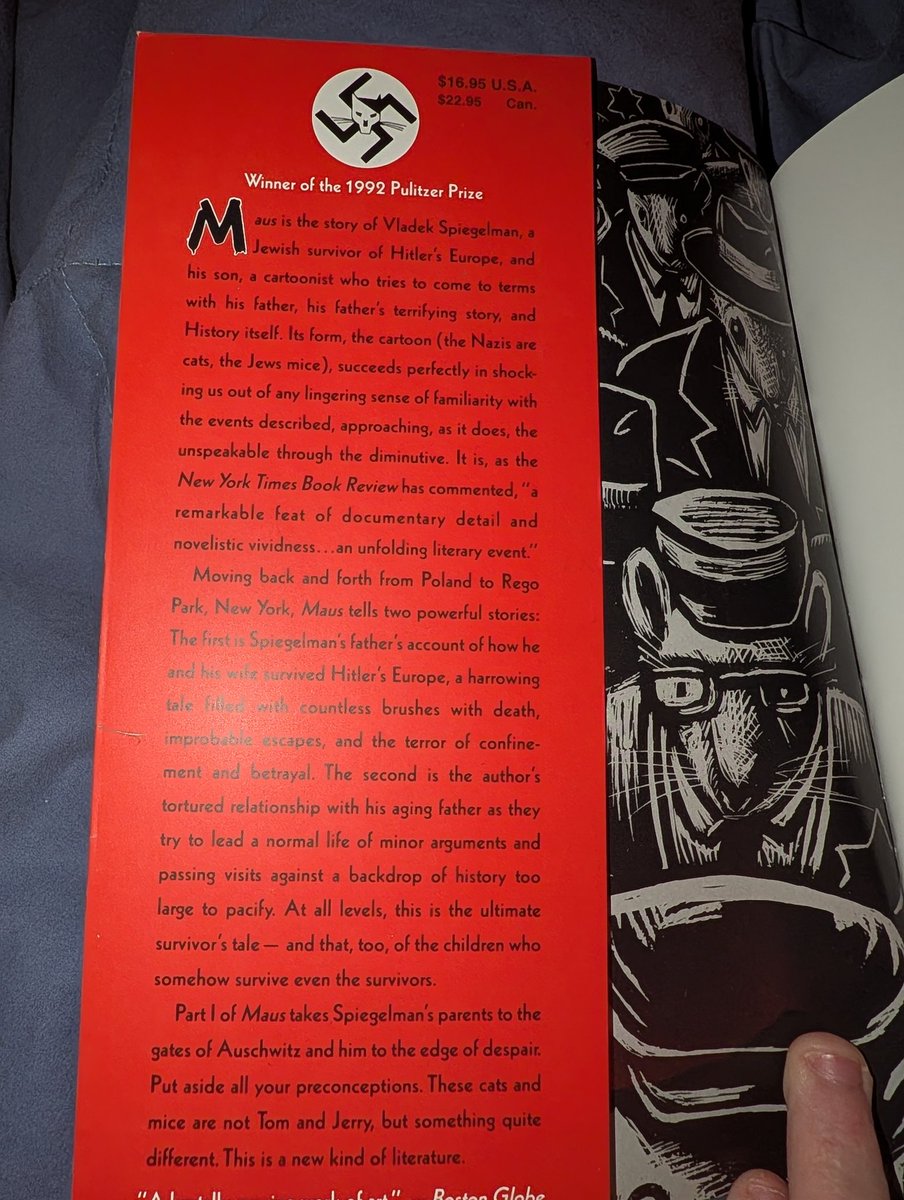 $16.95 U.S.A.
$22.95 Can.
Winner of the 1992 Pulitzer Prize
Maus is the story of Vladek Spiegelman, a
Jewish survivor of Hitler's Europe, and
his son, a cartoonist who tries to come to terms
with his father, his father's terrifying story, and
History itself. Its form, the cartoon (the Nazis are
cats, the Jews mice), succeeds perfectly in shock-
ing us out of any lingering sense of familiarity with
the events described, approaching, as it does, the
unspeakable through the diminutive. It is, as the
New York Times Book Review has commented, "a
remarkable feat of documentary detail and
novelistic vividness...an unfolding literary event."
Moving back and forth from Poland to Rego
Park, New York, Maus tells two powerful stories:
The first is Spiegelman's father's account of how he
and his wife survived Hitler's Europe, a harrowing
tale filled with countless brushes with death,
improbable escapes, and the terror of confine-
ment and betrayal. The second is the author's
tortured relationship with his aging father as they
try to lead a normal life of minor arguments and
passing visits against a backdrop of history too
large to pacify. At all levels, this is the ultimate
survivor's tale — and that, too, of the children who
somehow survive even the survivors.
Part I of Maus takes Spiegelman's parents to the
gates of Auschwitz and him to the edge of despair.
Put aside all your preconceptions. These cats and
mice are not Tom and Jerry, but something quite
different. This is a new kind of literature.
Boston Globe